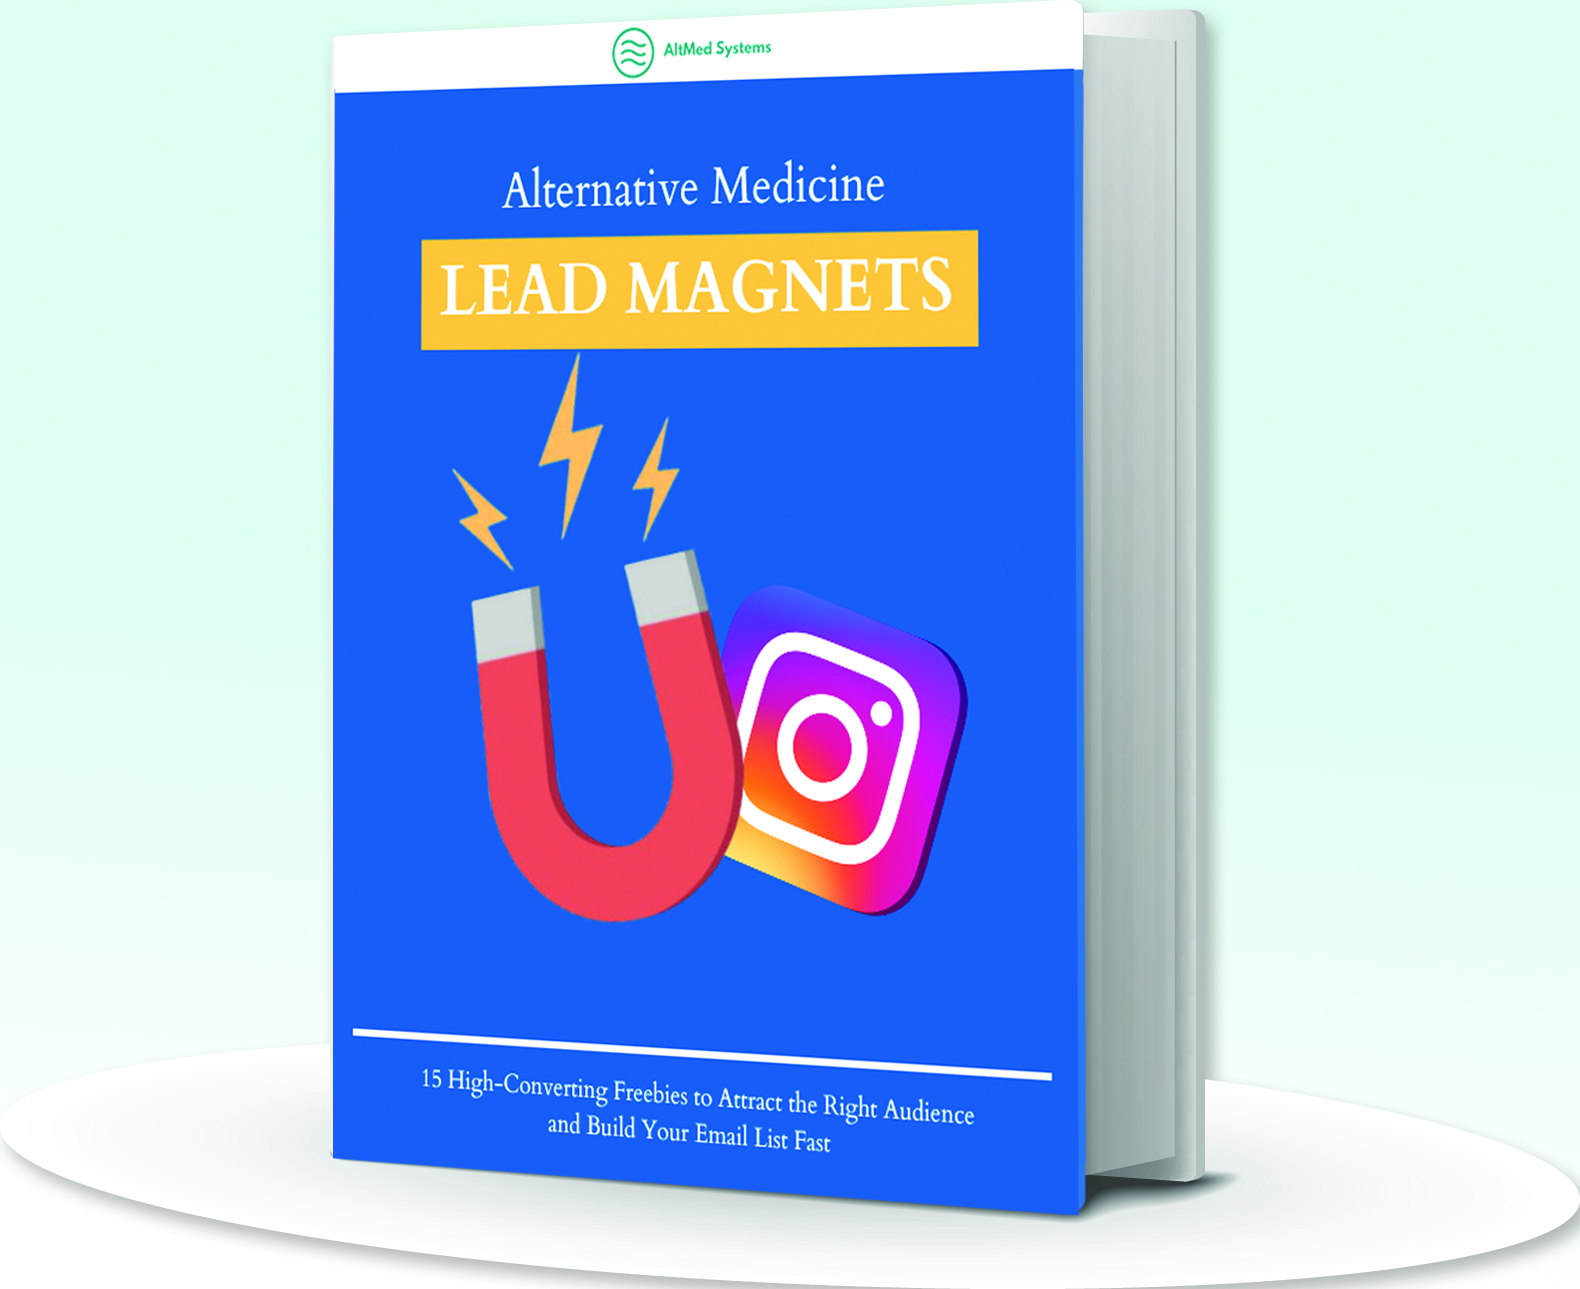 AltMed Systems
Alternative Medicine
LEAD MAGNETS
15 High-Converting Freebies to Attract the Right Audience
and Build Your Email List Fast